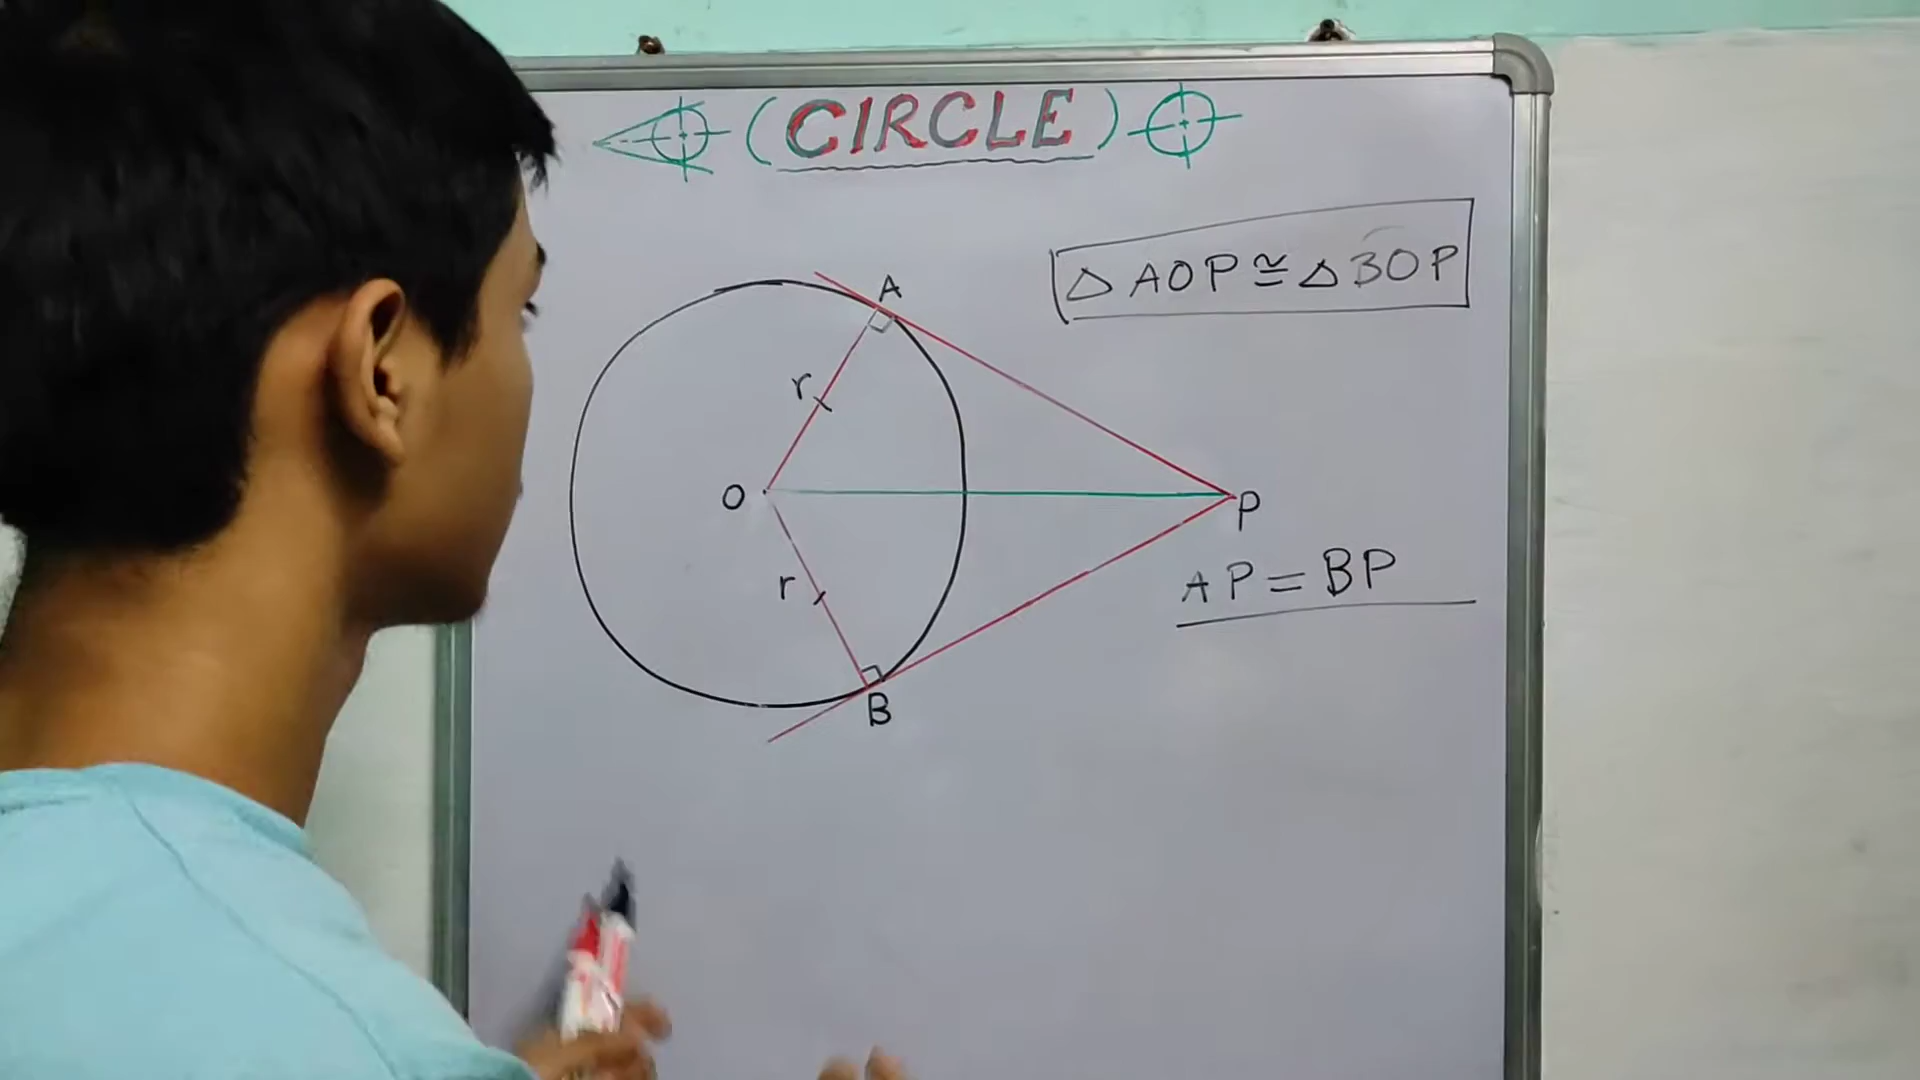 (CIRCLE)
△ AOP ≅ △ BOP
A
r
O
P
r
AP = BP
B